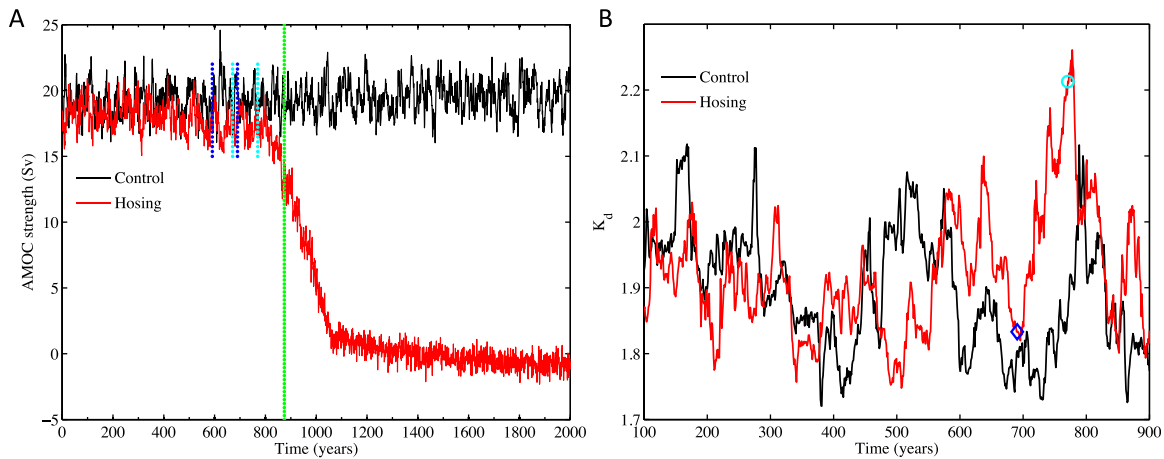 A
AMOC strength (Sv)
25
20
15
10
5
0
−5
Control
Hosing
0 200 400 600 800 1000 1200 1400 1600 1800 2000
Time (years)
B
K_d
2.2
2.1
2
1.9
1.8
1.7
Control
Hosing
100 200 300 400 500 600 700 800 900
Time (years)